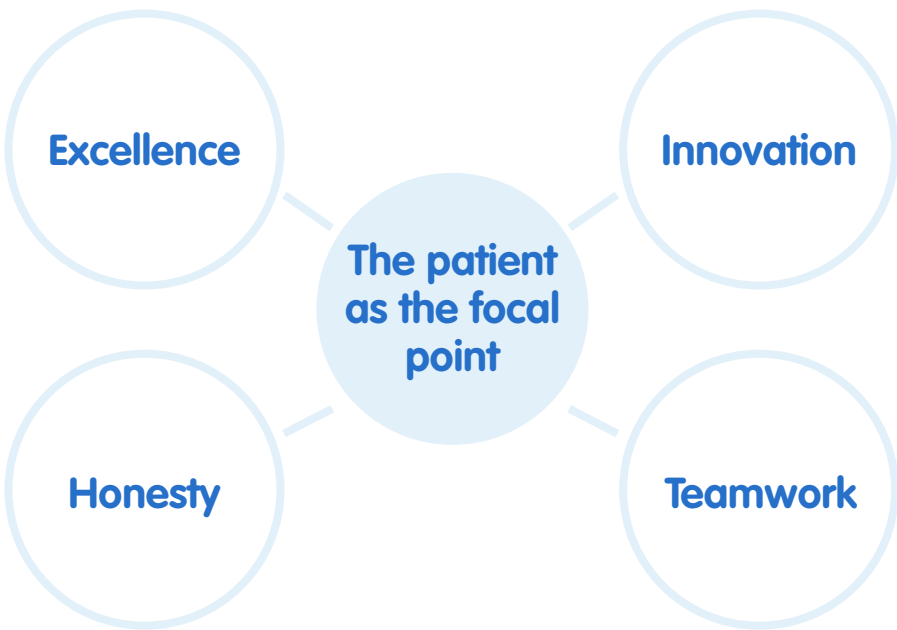 Excellence
Innovation
The patient
as the focal
point
Honesty
Teamwork